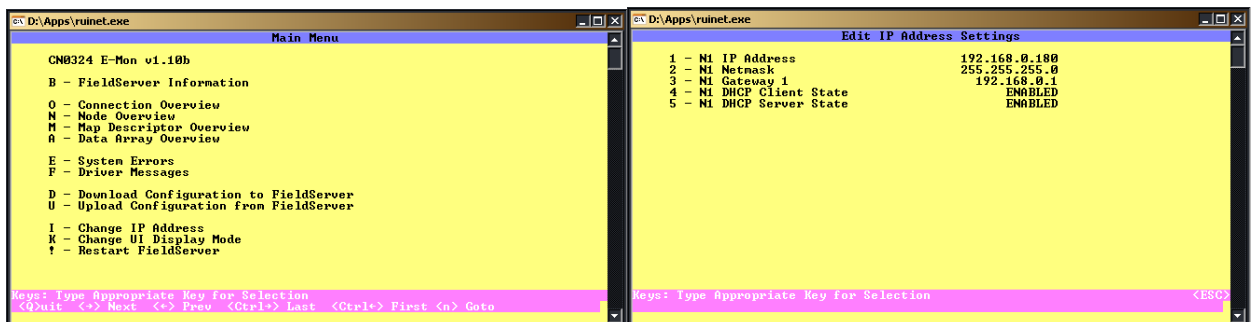 D:\Apps\ruinet.exe
Main Menu
CN0324 E-Mon v1.10b
B - FieldServer Information
O - Connection Overview
N - Node Overview
M - Map Descriptor Overview
A - Data Array Overview
E - System Errors
F - Driver Messages
D - Download Configuration to FieldServer
U - Upload Configuration from FieldServer
I - Change IP Address
K - Change UI Display Mode
! - Restart FieldServer
Keys: Type Appropriate Key for Selection
<Q>uit <→> Next <←> Prev <Ctrl→> Last <Ctrl←> First <n> Goto
D:\Apps\ruinet.exe
Edit IP Address Settings
1 - N1 IP Address 192.168.0.180
2 - N1 Netmask 255.255.255.0
3 - N1 Gateway 1 192.168.0.1
4 - N1 DHCP Client State ENABLED
5 - N1 DHCP Server State ENABLED
Keys: Type Appropriate Key for Selection <ESC>